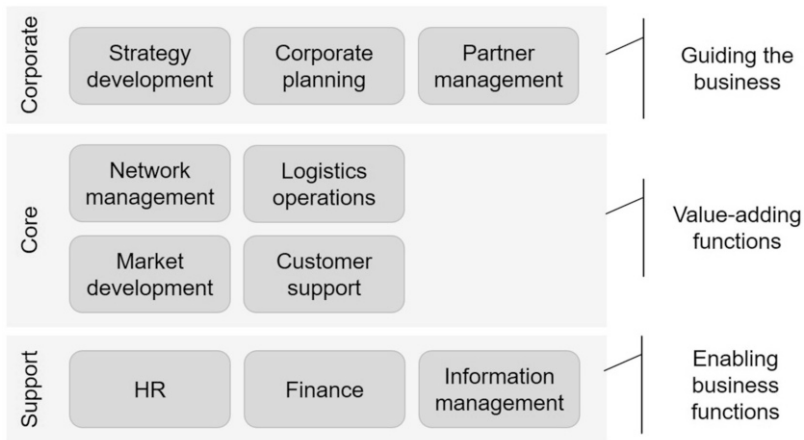 Corporate
Strategy
development
Corporate
planning
Partner
management
Guiding the
business
Core
Network
management
Logistics
operations
Market
development
Customer
support
Value-adding
functions
Support
HR
Finance
Information
management
Enabling
business
functions